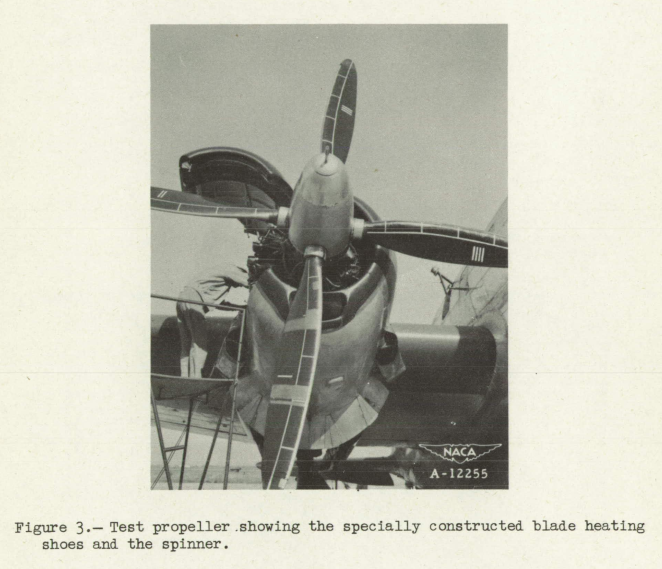 NACA
A-12255
Figure 3.— Test propeller showing the specially constructed blade heating
shoes and the spinner.